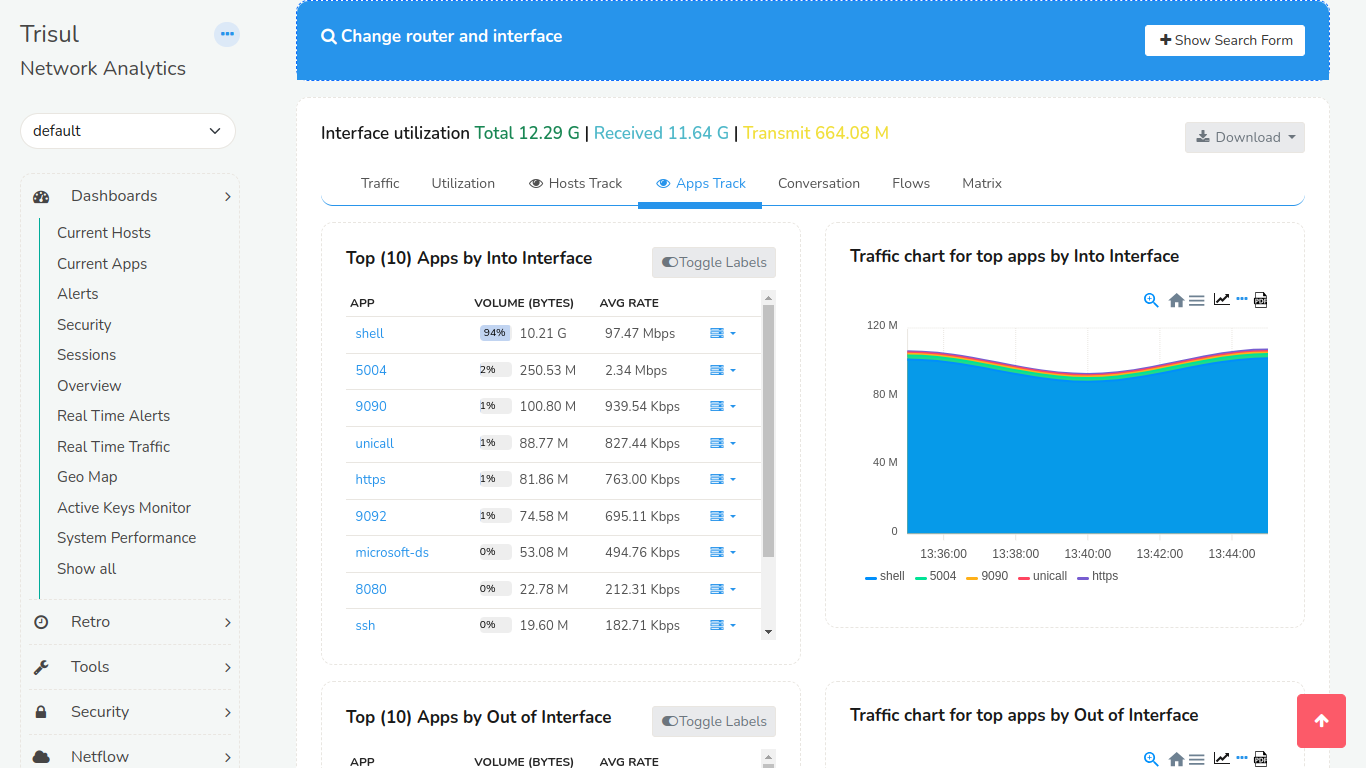 Trisul
Network Analytics
default
Dashboards
Current Hosts
Current Apps
Alerts
Security
Sessions
Overview
Real Time Alerts
Real Time Traffic
Geo Map
Active Keys Monitor
System Performance
Show all
Retro
Tools
Security
Netflow
Change router and interface
Show Search Form
Interface utilization Total 12.29 G | Received 11.64 G | Transmit 664.08 M
Download
Traffic Utilization Hosts Track Apps Track Conversation Flows Matrix
Top (10) Apps by Into Interface
Toggle Labels
APP VOLUME (BYTES) AVG RATE
shell 94% 10.21 G 97.47 Mbps
5004 2% 250.53 M 2.34 Mbps
9090 1% 100.80 M 939.54 Kbps
unicall 1% 88.77 M 827.44 Kbps
https 1% 81.86 M 763.00 Kbps
9092 1% 74.58 M 695.11 Kbps
microsoft-ds 0% 53.08 M 494.76 Kbps
8080 0% 22.78 M 212.31 Kbps
ssh 0% 19.60 M 182.71 Kbps
Traffic chart for top apps by Into Interface
PDF
120 M
80 M
40 M
0
13:36:00 13:38:00 13:40:00 13:42:00 13:44:00
shell 5004 9090 unicall https
Top (10) Apps by Out of Interface
Toggle Labels
APP VOLUME (BYTES) AVG RATE
Traffic chart for top apps by Out of Interface
PDF